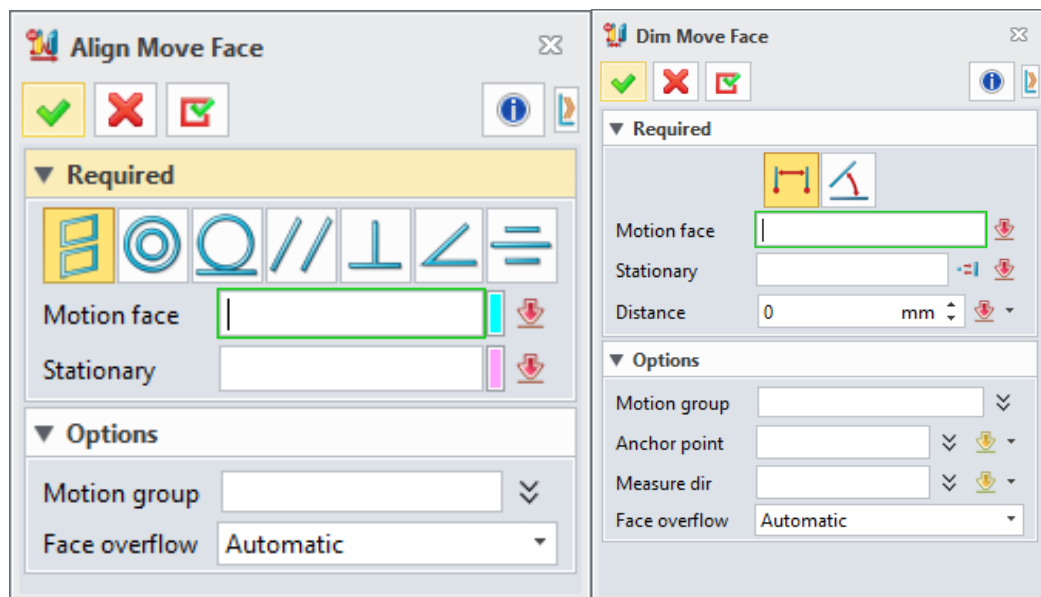 Align Move Face
Required
Motion face
Stationary
Options
Motion group
Face overflow Automatic
Dim Move Face
Required
Motion face
Stationary
Distance 0 mm
Options
Motion group
Anchor point
Measure dir
Face overflow Automatic